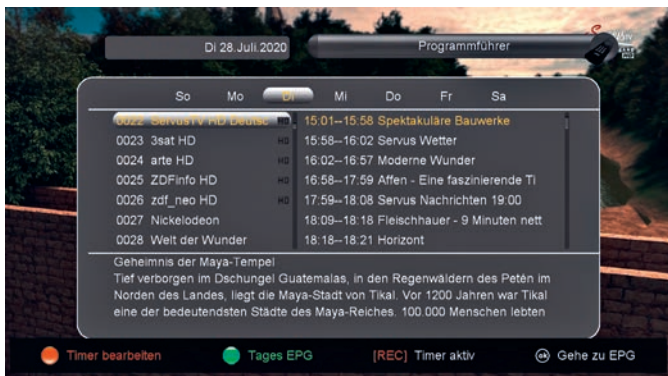 Di 28.Juli.2020
Programmführer
So Mo Di Mi Do Fr Sa
0022 ServusTV HD Deutsc HD
15:01--15:58 Spektakuläre Bauwerke
0023 3sat HD HD
15:58--16:02 Servus Wetter
0024 arte HD HD
16:02--16:57 Moderne Wunder
0025 ZDFinfo HD HD
16:58--17:59 Affen - Eine faszinierende Ti
0026 zdf_neo HD HD
17:59--18:08 Servus Nachrichten 19:00
0027 Nickelodeon
18:09--18:18 Fleischhauer - 9 Minuten nett
0028 Welt der Wunder
18:18--18:21 Horizont
Geheimnis der Maya-Tempel
Tief verborgen im Dschungel Guatemalas, in den Regenwäldern des Petén im
Norden des Landes, liegt die Maya-Stadt von Tikal. Vor 1200 Jahren war Tikal
eine der bedeutendsten Städte des Maya-Reiches. 100.000 Menschen lebten
Timer bearbeiten
Tages EPG
[REC] Timer aktiv
ok Gehe zu EPG